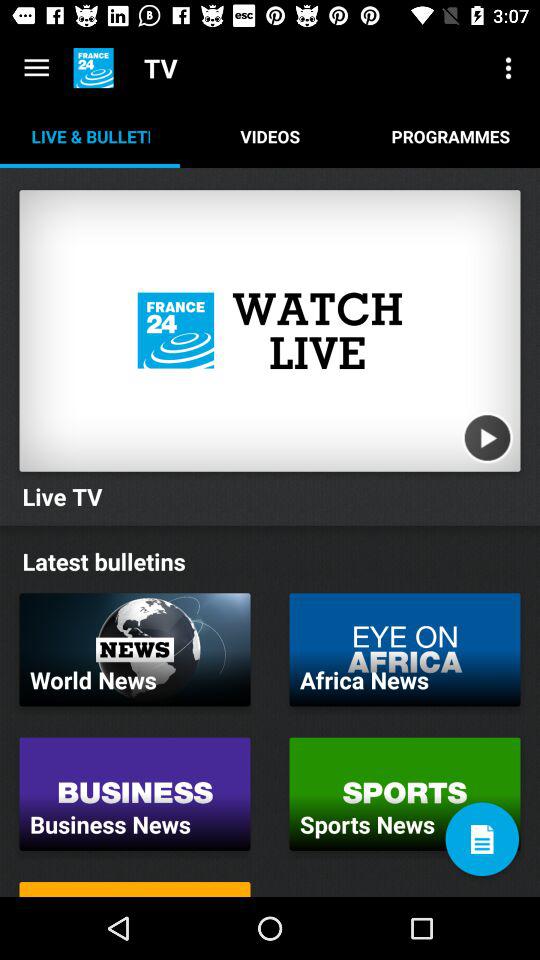 esc
3:07
FRANCE
24
TV
LIVE & BULLETI
VIDEOS
PROGRAMMES
FRANCE
24
WATCH
LIVE
Live TV
Latest bulletins
NEWS
World News
EYE ON
AFRICA
Africa News
BUSINESS
Business News
SPORTS
Sports News